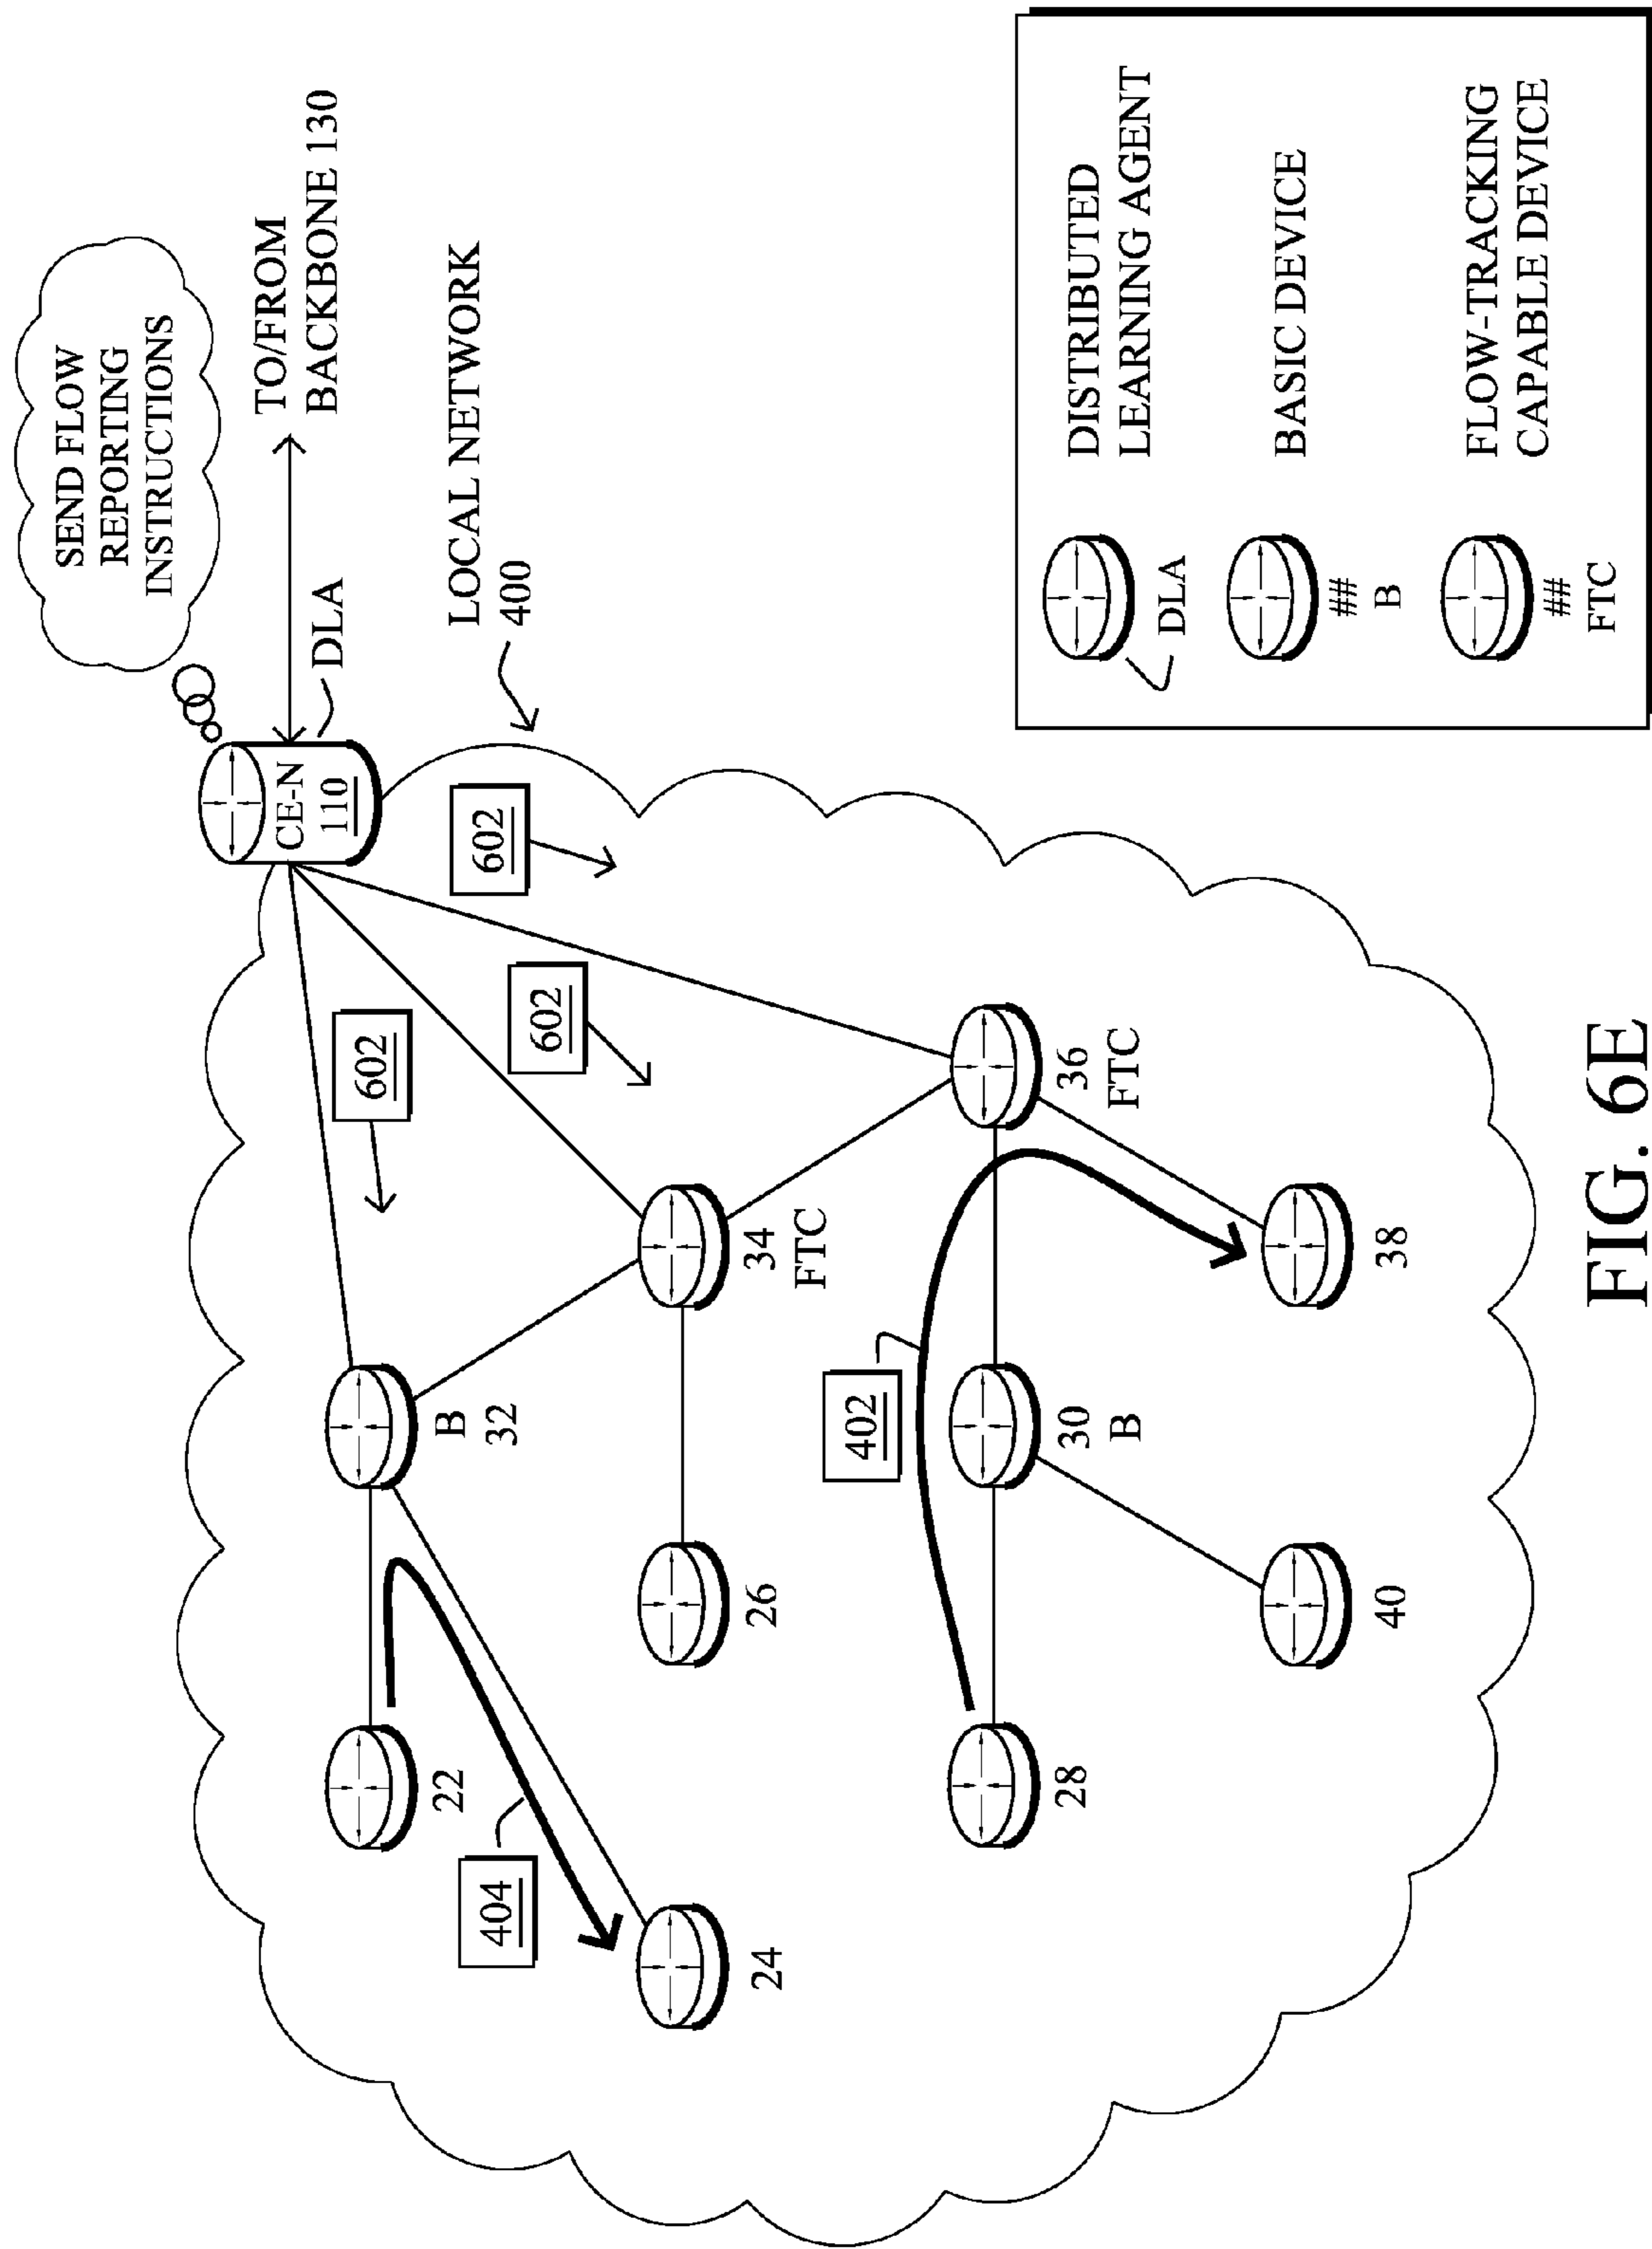 SEND FLOW
REPORTING
INSTRUCTIONS
TO/FROM
BACKBONE 130
CE-N
110
DLA
LOCAL NETWORK
400
602
602
602
B
32
22
404
24
34
FTC
26
402
36
FTC
30
B
28
38
40
DLA
DISTRIBUTED
LEARNING AGENT
##
B
BASIC DEVICE
##
FTC
FLOW-TRACKING
CAPABLE DEVICE
FIG. 6E